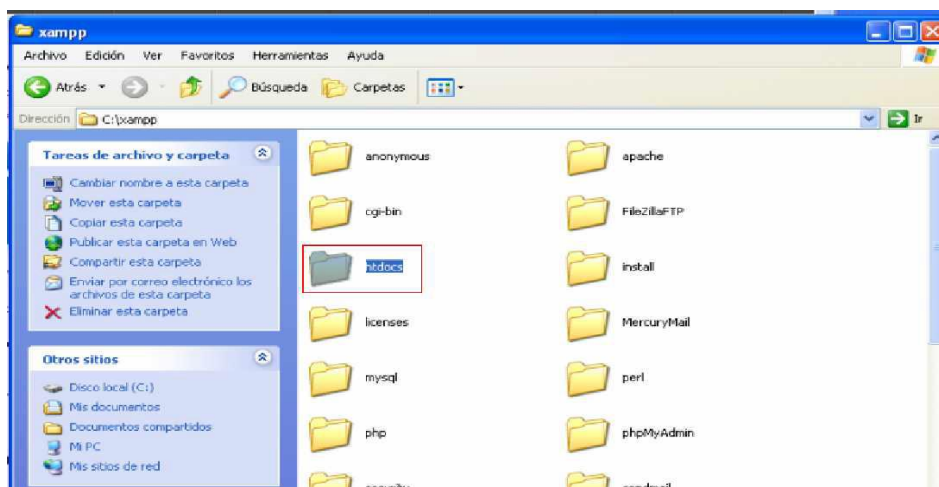 xampp
Archivo Edición Ver Favoritos Herramientas Ayuda
Atrás Búsqueda Carpetas
Dirección C:\xampp Ir
Tareas de archivo y carpeta
Cambiar nombre a esta carpeta
Mover esta carpeta
Copiar esta carpeta
Publicar esta carpeta en Web
Compartir esta carpeta
Enviar por correo electrónico los
archivos de esta carpeta
Eliminar esta carpeta
Otros sitios
Disco local (C:)
Mis documentos
Documentos compartidos
Mi PC
Mis sitios de red
anonymous apache
cgi-bin FileZillaFTP
htdocs install
licenses MercuryMail
mysql perl
php phpMyAdmin
security sendmail